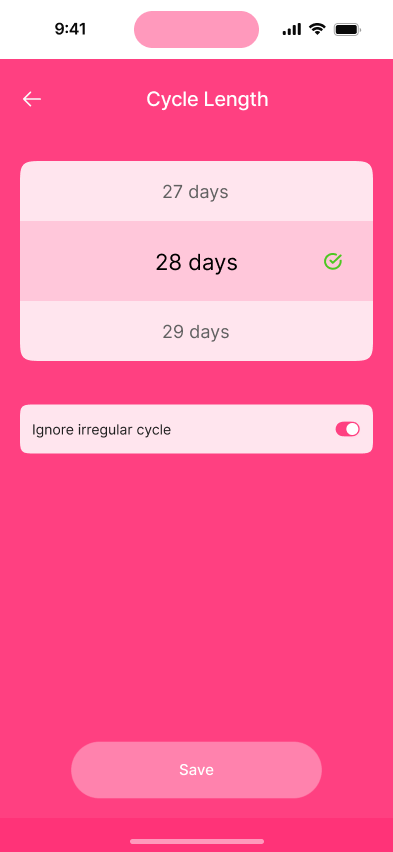 9:41
Cycle Length
27 days
28 days
29 days
Ignore irregular cycle
Save